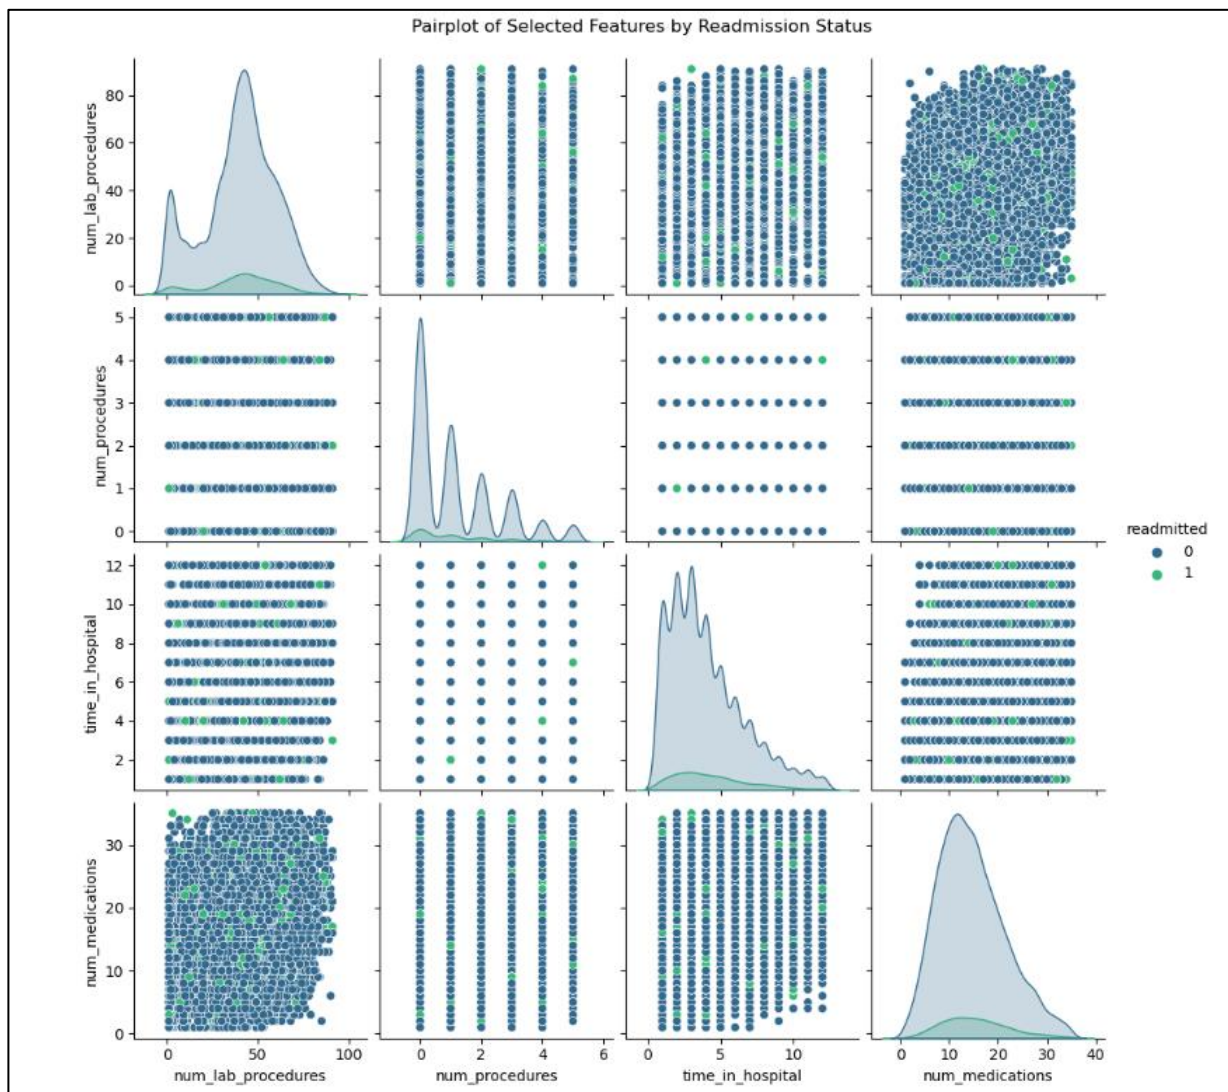 Pairplot of Selected Features by Readmission Status
num_lab_procedures
80
60
40
20
0
num_procedures
5
4
3
2
1
0
time_in_hospital
12
10
8
6
4
2
num_medications
30
20
10
0
0 50 100
num_lab_procedures
0 2 4 6
num_procedures
0 5 10
time_in_hospital
0 10 20 30 40
num_medications
readmitted
0
1